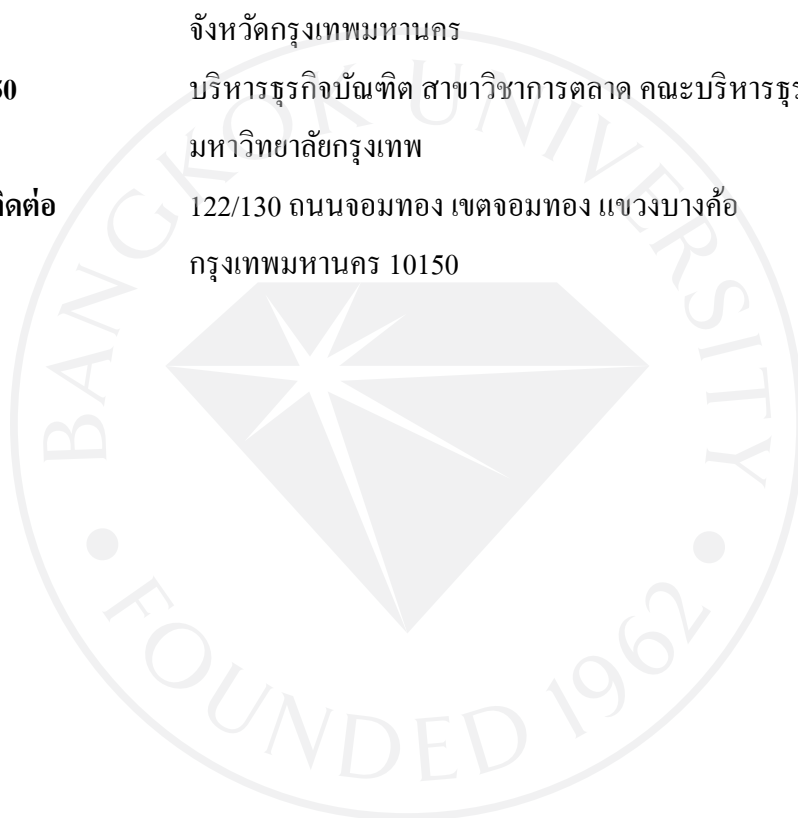 จังหวัดกรุงเทพมหานคร
บริหารธุรกิจบัณฑิต สาขาวิชาการตลาด คณะบริหารธุร
มหาวิทยาลัยกรุงเทพ
ติดต่อ 122/130 ถนนจอมทอง เขตจอมทอง แขวงบางค้อ
กรุงเทพมหานคร 10150
BANGKOK UNIVERSITY
FOUNDED 1962